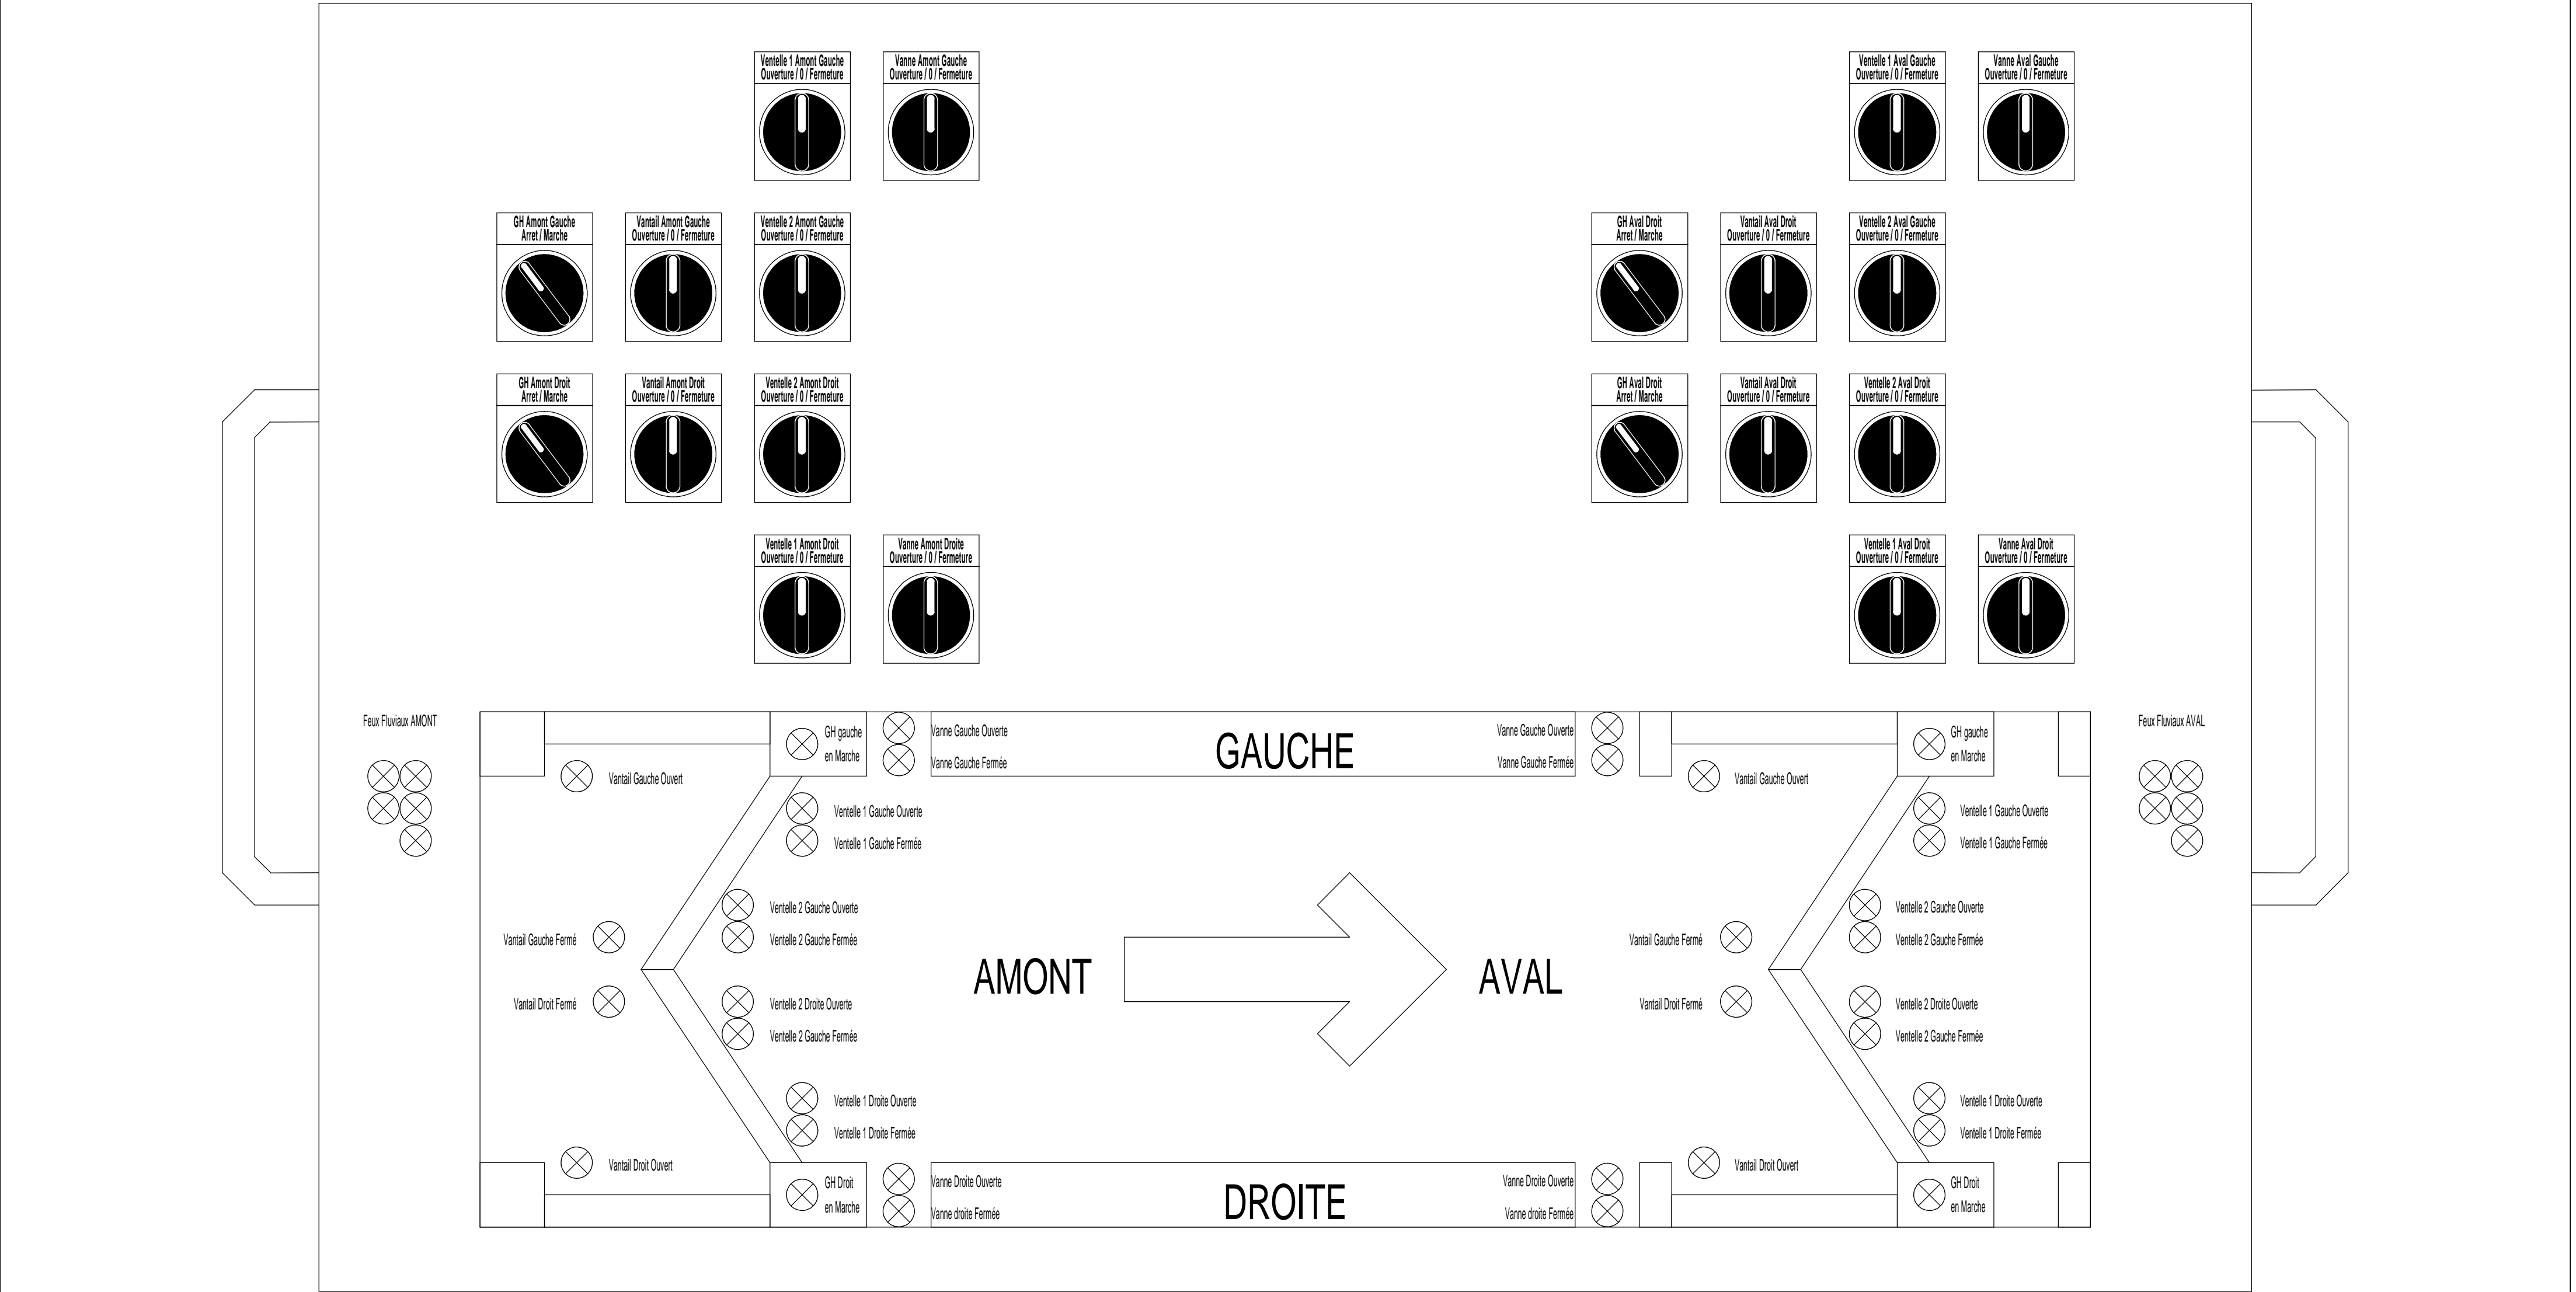 Ventelle 1 Amont Gauche
Ouverture / 0 / Fermeture
Vanne Amont Gauche
Ouverture / 0 / Fermeture
Ventelle 1 Aval Gauche
Ouverture / 0 / Fermeture
Vanne Aval Gauche
Ouverture / 0 / Fermeture
GH Amont Gauche
Arret / Marche
Vantail Amont Gauche
Ouverture / 0 / Fermeture
Ventelle 2 Amont Gauche
Ouverture / 0 / Fermeture
GH Aval Droit
Arret / Marche
Vantail Aval Droit
Ouverture / 0 / Fermeture
Ventelle 2 Aval Gauche
Ouverture / 0 / Fermeture
GH Amont Droit
Arret / Marche
Vantail Amont Droit
Ouverture / 0 / Fermeture
Ventelle 2 Amont Droit
Ouverture / 0 / Fermeture
GH Aval Droit
Arret / Marche
Vantail Aval Droit
Ouverture / 0 / Fermeture
Ventelle 2 Aval Droit
Ouverture / 0 / Fermeture
Ventelle 1 Amont Droit
Ouverture / 0 / Fermeture
Vanne Amont Droite
Ouverture / 0 / Fermeture
Ventelle 1 Aval Droit
Ouverture / 0 / Fermeture
Vanne Aval Droit
Ouverture / 0 / Fermeture
Feux Fluviaux AMONT
GH gauche
en Marche
Vanne Gauche Ouverte
Vanne Gauche Fermée
GAUCHE
Vanne Gauche Ouverte
Vanne Gauche Fermée
GH gauche
en Marche
Feux Fluviaux AVAL
Vantail Gauche Ouvert
Ventelle 1 Gauche Ouverte
Ventelle 1 Gauche Fermée
Vantail Gauche Ouvert
Ventelle 1 Gauche Ouverte
Ventelle 1 Gauche Fermée
Ventelle 2 Gauche Ouverte
Vantail Gauche Fermé
Ventelle 2 Gauche Fermée
Ventelle 2 Gauche Ouverte
Vantail Gauche Fermé
Ventelle 2 Gauche Fermée
AMONT
AVAL
Vantail Droit Fermé
Ventelle 2 Droite Ouverte
Ventelle 2 Gauche Fermée
Vantail Droit Fermé
Ventelle 2 Droite Ouverte
Ventelle 2 Gauche Fermée
Ventelle 1 Droite Ouverte
Ventelle 1 Droite Fermée
Ventelle 1 Droite Ouverte
Ventelle 1 Droite Fermée
Vantail Droit Ouvert
Vantail Droit Ouvert
GH Droit
en Marche
Vanne Droite Ouverte
Vanne droite Fermée
DROITE
Vanne Droite Ouverte
Vanne droite Fermée
GH Droit
en Marche